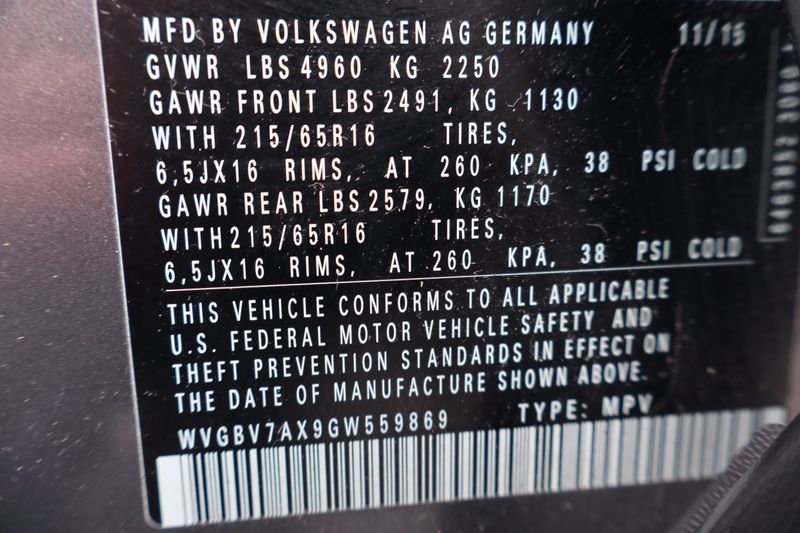 MFD BY VOLKSWAGEN AG GERMANY 11/15
GVWR LBS 4960 KG 2250
GAWR FRONT LBS 2491, KG 1130
WITH 215/65R16 TIRES,
6,5JX16 RIMS, AT 260 KPA, 38 PSI COLD
GAWR REAR LBS 2579, KG 1170
WITH 215/65R16 TIRES,
6,5JX16 RIMS, AT 260 KPA, 38 PSI COLD
THIS VEHICLE CONFORMS TO ALL APPLICABLE
U.S. FEDERAL MOTOR VEHICLE SAFETY AND
THEFT PREVENTION STANDARDS IN EFFECT ON
THE DATE OF MANUFACTURE SHOWN ABOVE.
WVGBV7AX9GW559869 TYPE: MPV